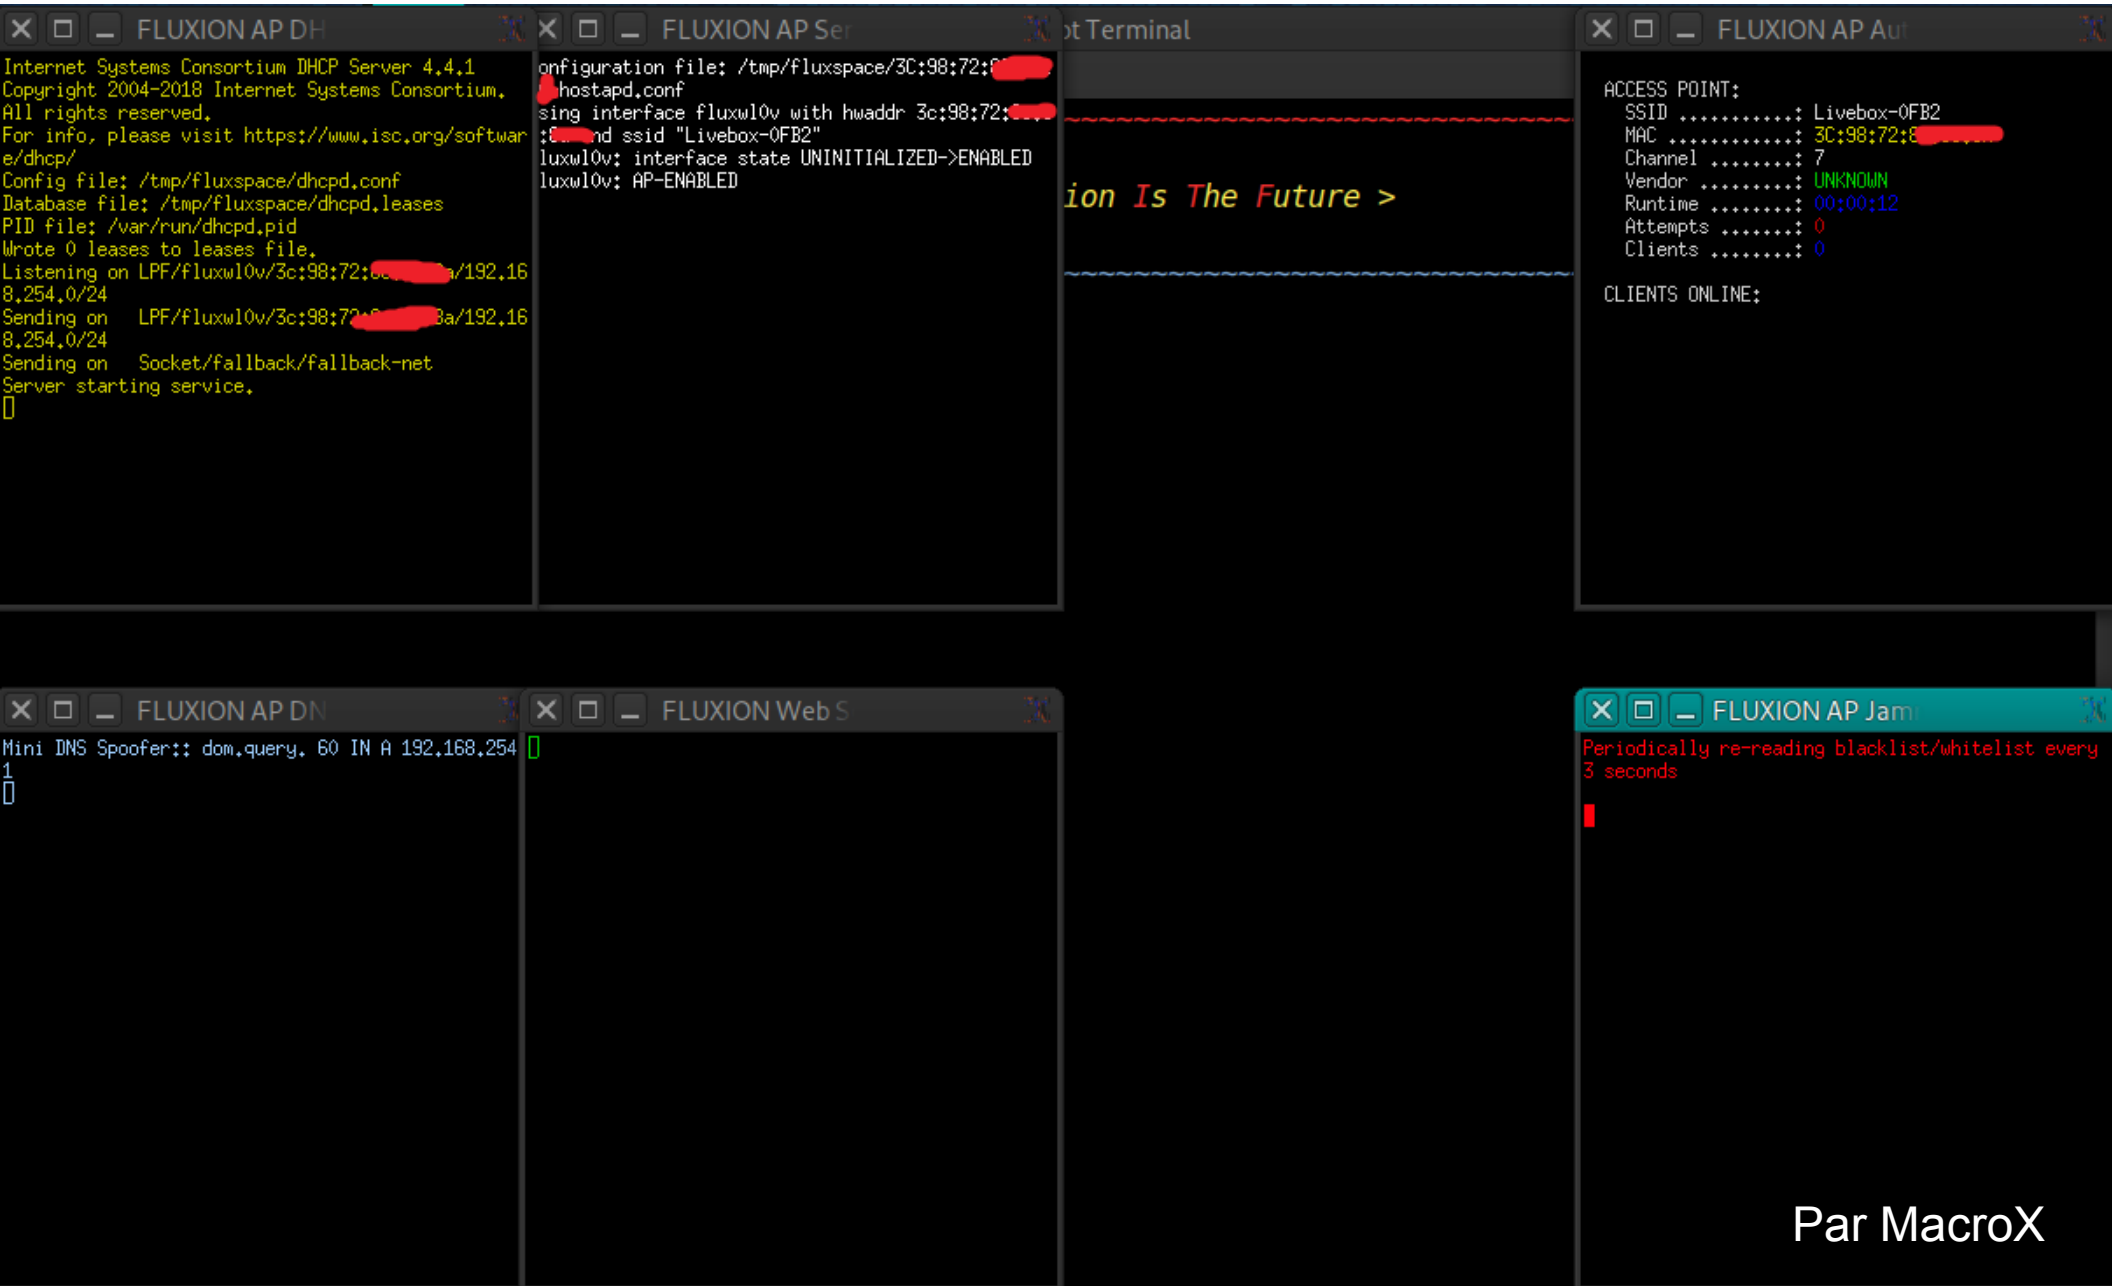 FLUXION AP DH
Internet Systems Consortium DHCP Server 4.4.1
Copyright 2004-2018 Internet Systems Consortium.
All rights reserved.
For info, please visit https://www.isc.org/softwar
e/dhcp/
Config file: /tmp/fluxspace/dhcpd.conf
Database file: /tmp/fluxspace/dhcpd.leases
PID file: /var/run/dhcpd.pid
Wrote 0 leases to leases file.
Listening on LPF/fluxwl0v/3c:98:72: a/192.16
8.254.0/24
Sending on   LPF/fluxwl0v/3c:98:72: 8a/192.16
8.254.0/24
Sending on   Socket/fallback/fallback-net
Server starting service.
FLUXION AP Ser
onfiguration file: /tmp/fluxspace/3C:98:72:
hostapd.conf
sing interface fluxwl0v with hwaddr 3c:98:72:
nd ssid "Livebox-0FB2"
luxwl0v: interface state UNINITIALIZED->ENABLED
luxwl0v: AP-ENABLED
ot Terminal
ion Is The Future >
FLUXION AP Aut
ACCESS POINT:
SSID ...........: Livebox-0FB2
MAC ............: 3C:98:72:8
Channel ........: 7
Vendor .........: UNKNOWN
Runtime ........: 00:00:12
Attempts .......: 0
Clients ........: 0
CLIENTS ONLINE:
FLUXION AP DN
Mini DNS Spoofer:: dom.query. 60 IN A 192.168.254
1
FLUXION Web S
FLUXION AP Jam
Periodically re-reading blacklist/whitelist every
3 seconds
Par MacroX